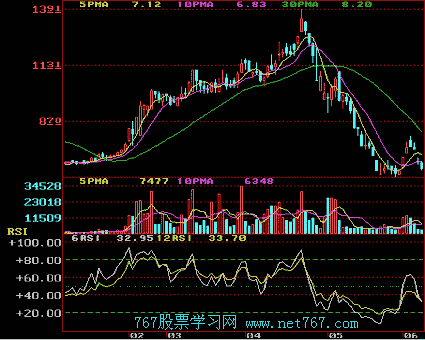 5PMA 7.12 10PMA 6.83 30PMA 8.20
1391
1131
870
5PMA 7477 10PMA 6348
34528
23018
11509
RSI 6RSI 32.95 12RSI 33.70
+100.00
+80.00
+60.00
+40.00
+20.00
767股票学习网 www.net767.com
02 03 04 05 06